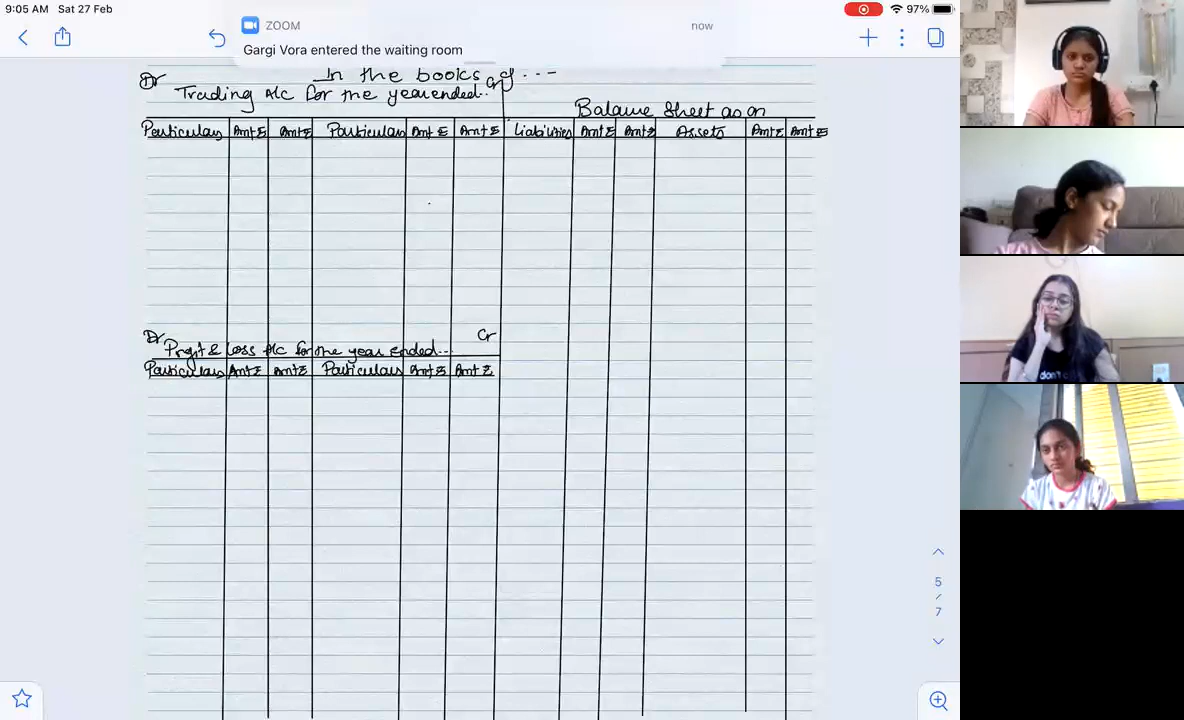 9:05 AM Sat 27 Feb
97%
ZOOM
now
Gargi Vora entered the waiting room
In the books of ...
Dr Cr
Trading A/c for the year ended..
Balance Sheet as on
Particulars Amt ₹ Amt ₹ Particulars Amt ₹ Amt ₹ Liabilities Amt ₹ Amt ₹ Assets Amt ₹ Amt ₹
Dr Cr
Profit & Loss A/c for the year ended...
Particulars Amt ₹ Amt ₹ Particulars Amt ₹ Amt ₹
5
/
7
don't